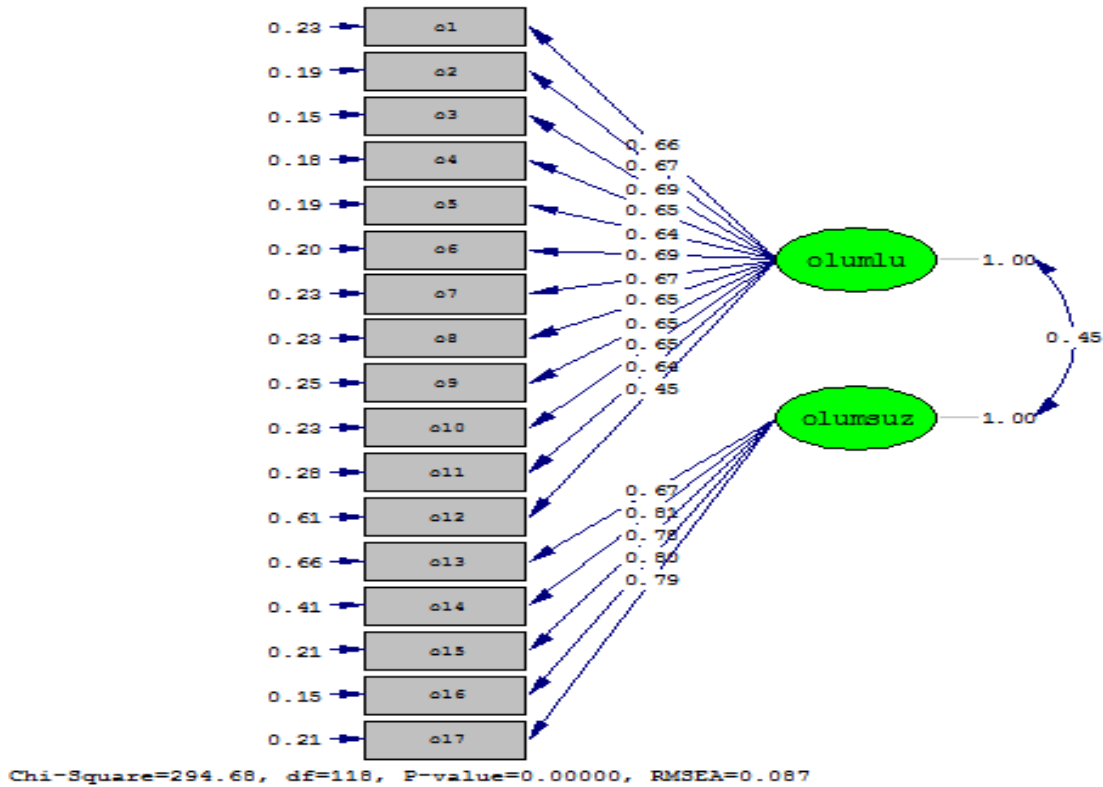 0.23 o1
0.19 o2
0.15 o3
0.18 o4
0.19 o5
0.20 o6
0.23 o7
0.23 o8
0.25 o9
0.23 o10
0.28 o11
0.61 o12
0.66 o13
0.41 o14
0.21 o15
0.15 o16
0.21 o17
0.66
0.67
0.69
0.65
0.64
0.69
0.67
0.65
0.65
0.65
0.64
0.45
0.67
0.81
0.78
0.80
0.79
olumlu 1.00
0.45
olumsuz 1.00
Chi-Square=294.68, df=118, P-value=0.00000, RMSEA=0.087